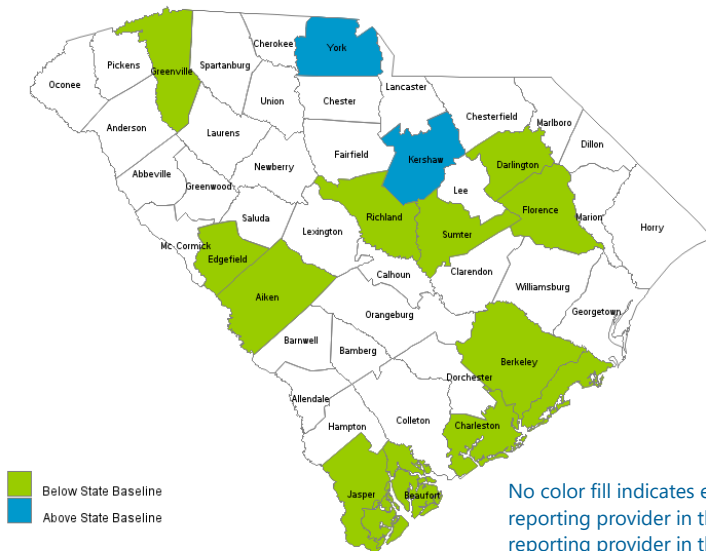 Cherokee
York
Spartanburg
Pickens
Greenville
Oconee
Lancaster
Union
Chester
Chesterfield
Marlboro
Anderson
Laurens
Dillon
Fairfield
Kershaw
Darlington
Newberry
Abbeville
Greenwood
Lee
Florence
Marion
Saluda
Richland
Horry
Lexington
Sumter
Mc Cormick
Edgefield
Calhoun
Clarendon
Aiken
Williamsburg
Orangeburg
Georgetown
Barnwell
Bamberg
Berkeley
Dorchester
Allendale
Colleton
Hampton
Charleston
Jasper
Beaufort
Below State Baseline
Above State Baseline
No color fill indicates
reporting provider in
reporting provider in